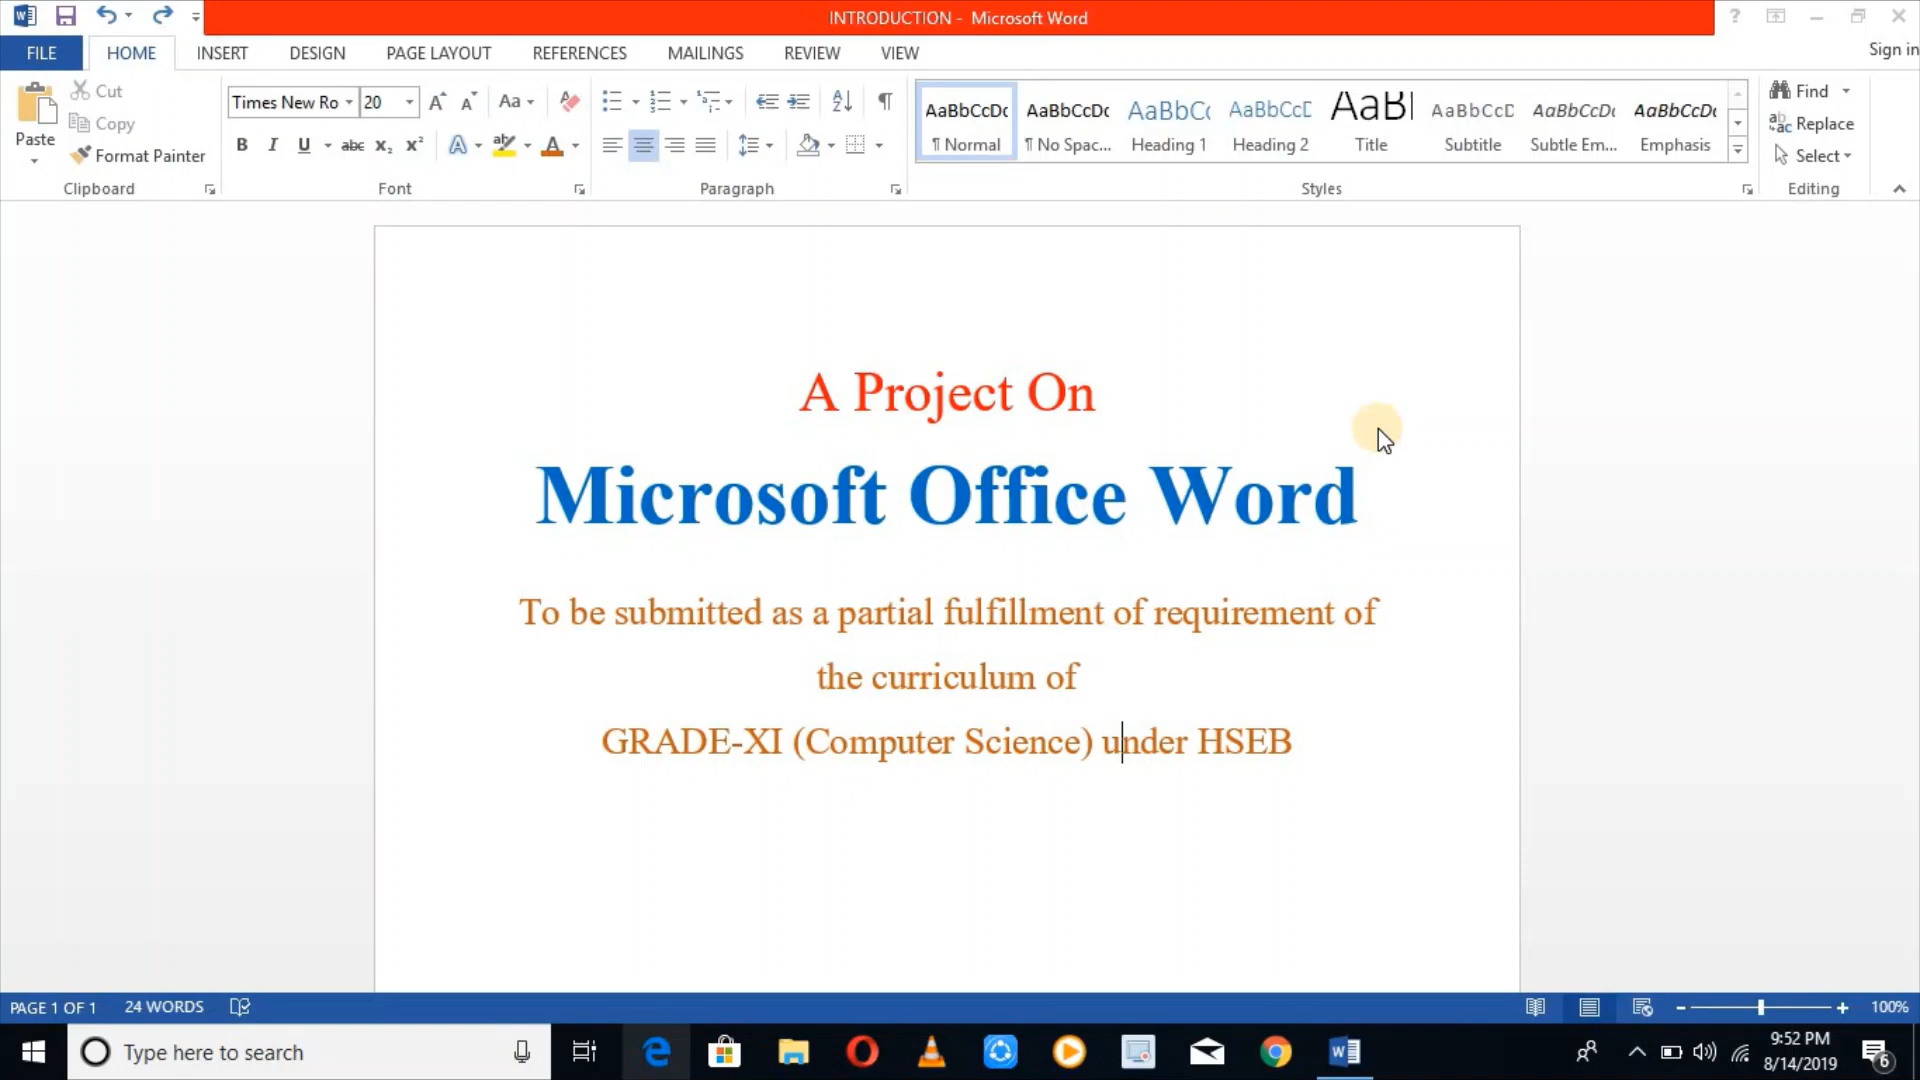 INTRODUCTION - Microsoft Word
FILE HOME INSERT DESIGN PAGE LAYOUT REFERENCES MAILINGS REVIEW VIEW Sign in
Paste
Cut
Copy
Format Painter
Clipboard
Times New Ro 20
Font
Paragraph
AaBbCcDc AaBbCcDc AaBbCc AaBbCcD AaB AaBbCcD AaBbCcDc AaBbCcDc
¶ Normal ¶ No Spac... Heading 1 Heading 2 Title Subtitle Subtle Em... Emphasis
Styles
Find
Replace
Select
Editing
A Project On
Microsoft Office Word
To be submitted as a partial fulfillment of requirement of
the curriculum of
GRADE-XI (Computer Science) under HSEB
PAGE 1 OF 1 24 WORDS 100%
Type here to search
9:52 PM
8/14/2019
6